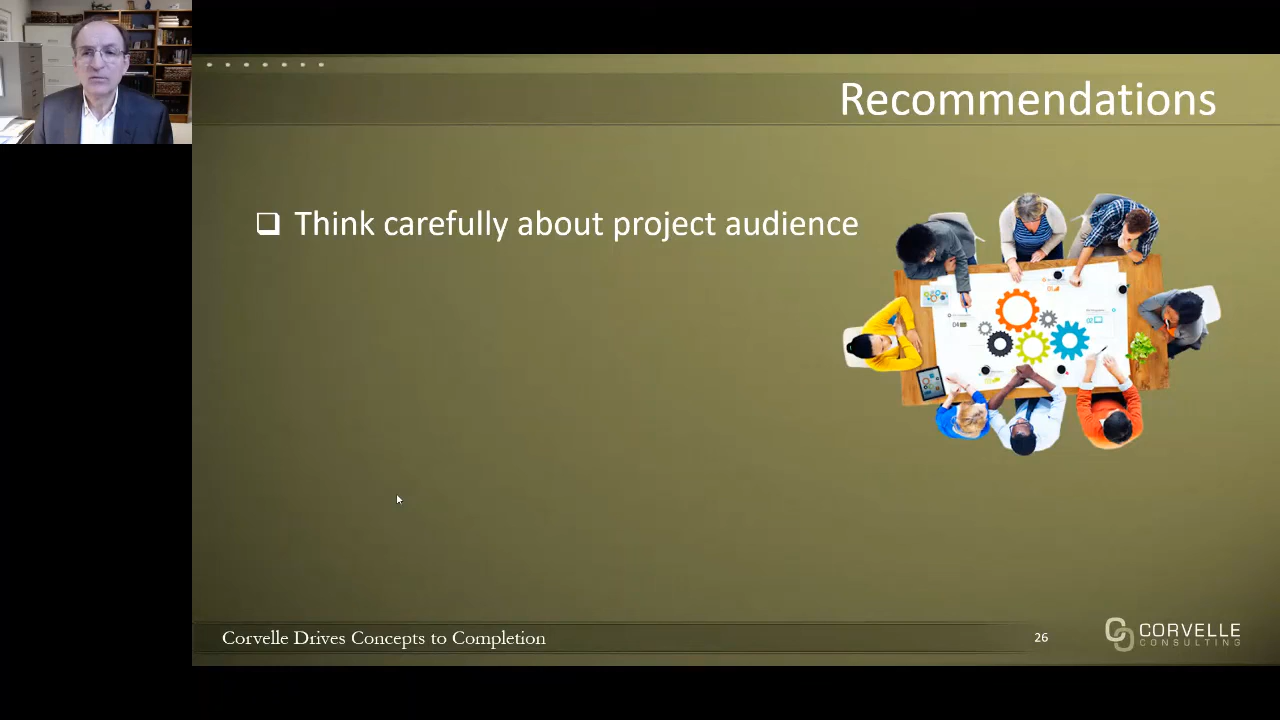 Recommendations
❑ Think carefully about project audience
Corvelle Drives Concepts to Completion
26
CORVELLE
CONSULTING